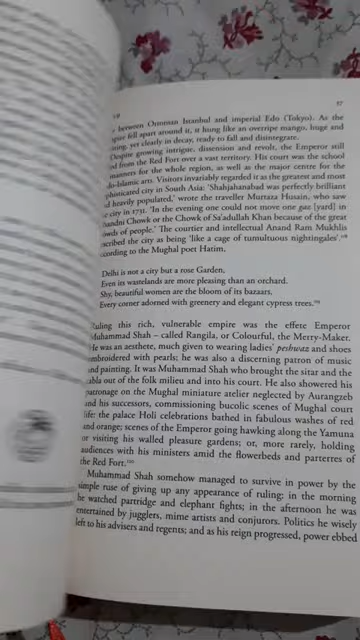 37
between Ottoman Istanbul and imperial Edo (Tokyo). As the
fell apart around it, it hung like an overripe mango, huge and
yet clearly in decay, ready to fall and disintegrate.
Despite growing intrigue, dissension and revolt, the Emperor still
from the Red Fort over a vast territory. His court was the school
manners for the whole region, as well as the major centre for the
Islamic arts. Visitors invariably regarded it as the greatest and most
sophisticated city in South Asia: 'Shahjahanabad was perfectly brilliant
heavily populated,' wrote the traveller Murtaza Husain, who saw
city in 1731. 'In the evening one could move one gaz [yard] in
Chandni Chowk or the Chowk of Sa'adullah Khan because of the great
crowds of people.' The courtier and intellectual Anand Ram Mukhlis
described the city as being 'like a cage of tumultuous nightingales'.
according to the Mughal poet Hatim,
Delhi is not a city but a rose Garden,
Even its wastelands are more pleasing than an orchard.
Shy, beautiful women are the bloom of its bazaars,
Every corner adorned with greenery and elegant cypress trees.
Ruling this rich, vulnerable empire was the effete Emperor
Muhammad Shah – called Rangila, or Colourful, the Merry-Maker.
He was an aesthete, much given to wearing ladies' peshwaz and shoes
embroidered with pearls; he was also a discerning patron of music
and painting. It was Muhammad Shah who brought the sitar and the
tabla out of the folk milieu and into his court. He also showered his
patronage on the Mughal miniature atelier neglected by Aurangzeb
and his successors, commissioning bucolic scenes of Mughal court
life: the palace Holi celebrations bathed in fabulous washes of red
and orange; scenes of the Emperor going hawking along the Yamuna
or visiting his walled pleasure gardens; or, more rarely, holding
audiences with his ministers amid the flowerbeds and parterres of
the Red Fort.
Muhammad Shah somehow managed to survive in power by the
simple ruse of giving up any appearance of ruling: in the morning
he watched partridge and elephant fights; in the afternoon he was
entertained by jugglers, mime artists and conjurors. Politics he wisely
left to his advisers and regents; and as his reign progressed, power ebbed